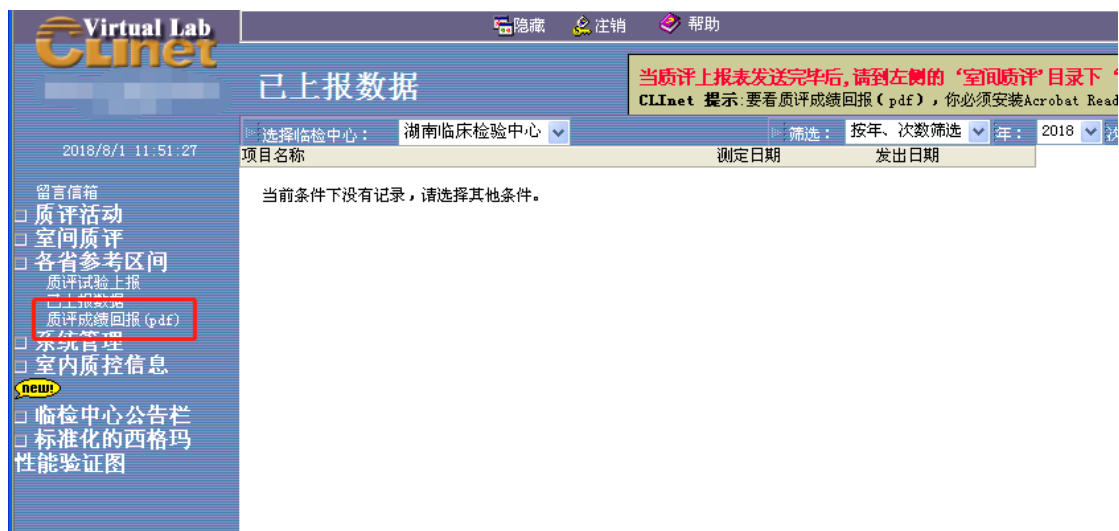 Virtual Lab
CLinet
隐藏 注销 帮助
已上报数据
当质评上报表发送完毕后,请到左侧的‘室间质评’目录下‘
CLInet 提示:要看质评成绩回报(pdf),你必须安装Acrobat Read
选择临检中心: 湖南临床检验中心 筛选: 按年、次数筛选 年: 2018
2018/8/1 11:51:27
项目名称 测定日期 发出日期
当前条件下没有记录,请选择其他条件。
留言信箱
质评活动
室间质评
各省参考区间
质评试验上报
已上报数据
质评成绩回报(pdf)
系统管理
室内质控信息
new!
临检中心公告栏
标准化的西格玛
性能验证图